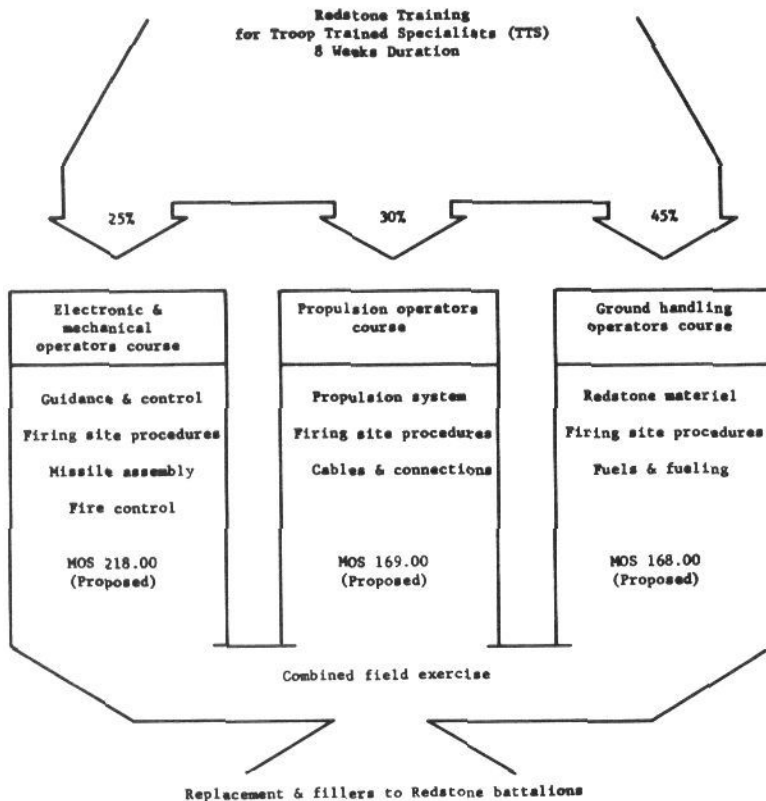 Redstone Training
for Troop Trained Specialists (TTS)
8 Weeks Duration
25%
30%
45%
Electronic &
mechanical
operators course
Guidance & control
Firing site procedures
Missile assembly
Fire control
MOS 218.00
(Proposed)
Propulsion operators
course
Propulsion system
Firing site procedures
Cables & connections
MOS 169.00
(Proposed)
Ground handling
operators course
Redstone materiel
Firing site procedures
Fuels & fueling
MOS 168.00
(Proposed)
Combined field exercise
Replacement & fillers to Redstone battalions